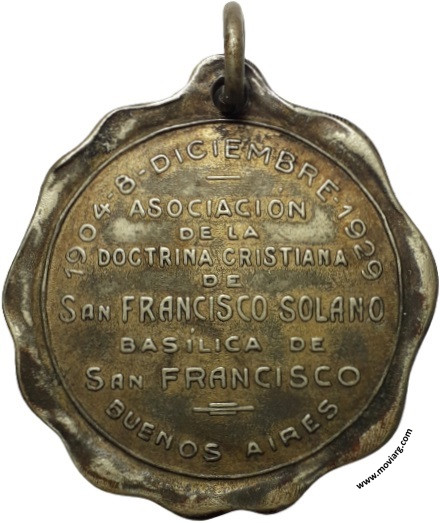 1904-8-DICIEMBRE-1929
ASOCIACION
DE LA
DOCTRINA CRISTIANA
DE
SAN FRANCISCO SOLANO
BASÍLICA DE
SAN FRANCISCO
BUENOS AIRES
www.moviarg.com